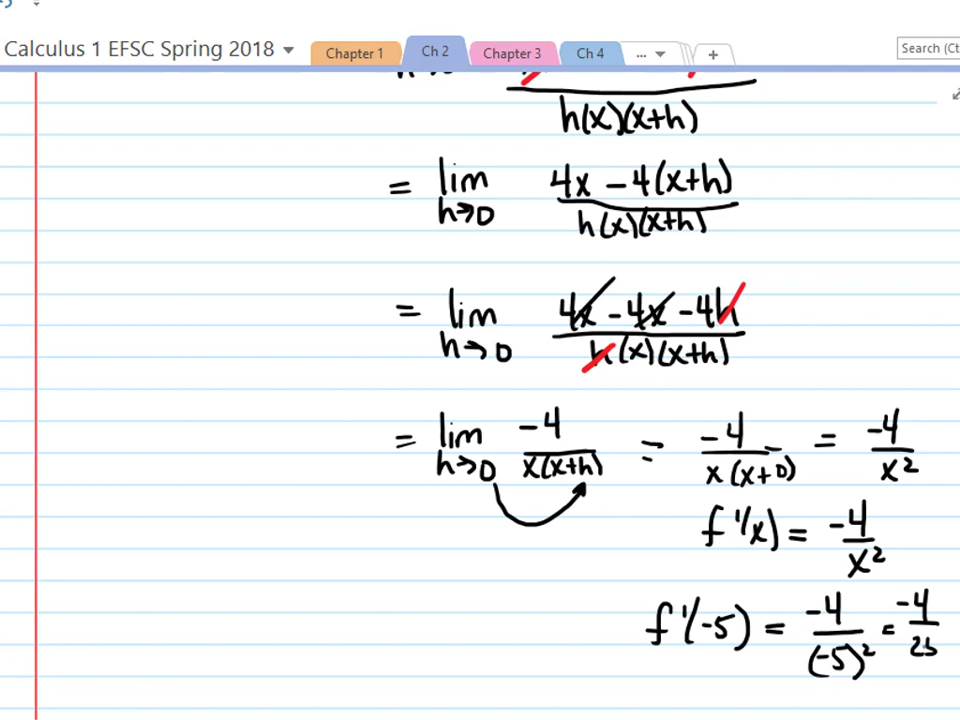 Calculus 1 EFSC Spring 2018 Chapter 1 Ch 2 Chapter 3 Ch 4 ... + Search (Ct
h(x)(x+h)
= lim h→0 4x - 4(x+h) / h(x)(x+h)
= lim h→0 4x - 4x - 4h / h(x)(x+h)
= lim h→0 -4 / x(x+h) = -4 / x(x+0) = -4 / x²
f'(x) = -4 / x²
f'(-5) = -4 / (-5)² = -4 / 25